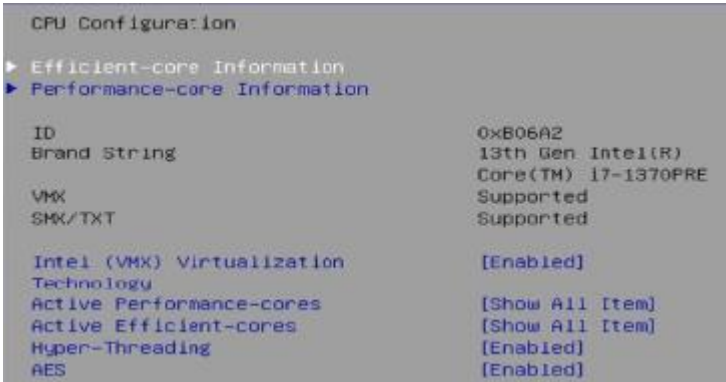 CPU Configuration
Efficient-core Information
Performance-core Information
ID 0xB06A2
Brand String 13th Gen Intel(R)
Core(TM) i7-1370PRE
VMX Supported
SMX/TXT Supported
Intel (VMX) Virtualization [Enabled]
Technology
Active Performance-cores [Show All Item]
Active Efficient-cores [Show All Item]
Hyper-Threading [Enabled]
AES [Enabled]